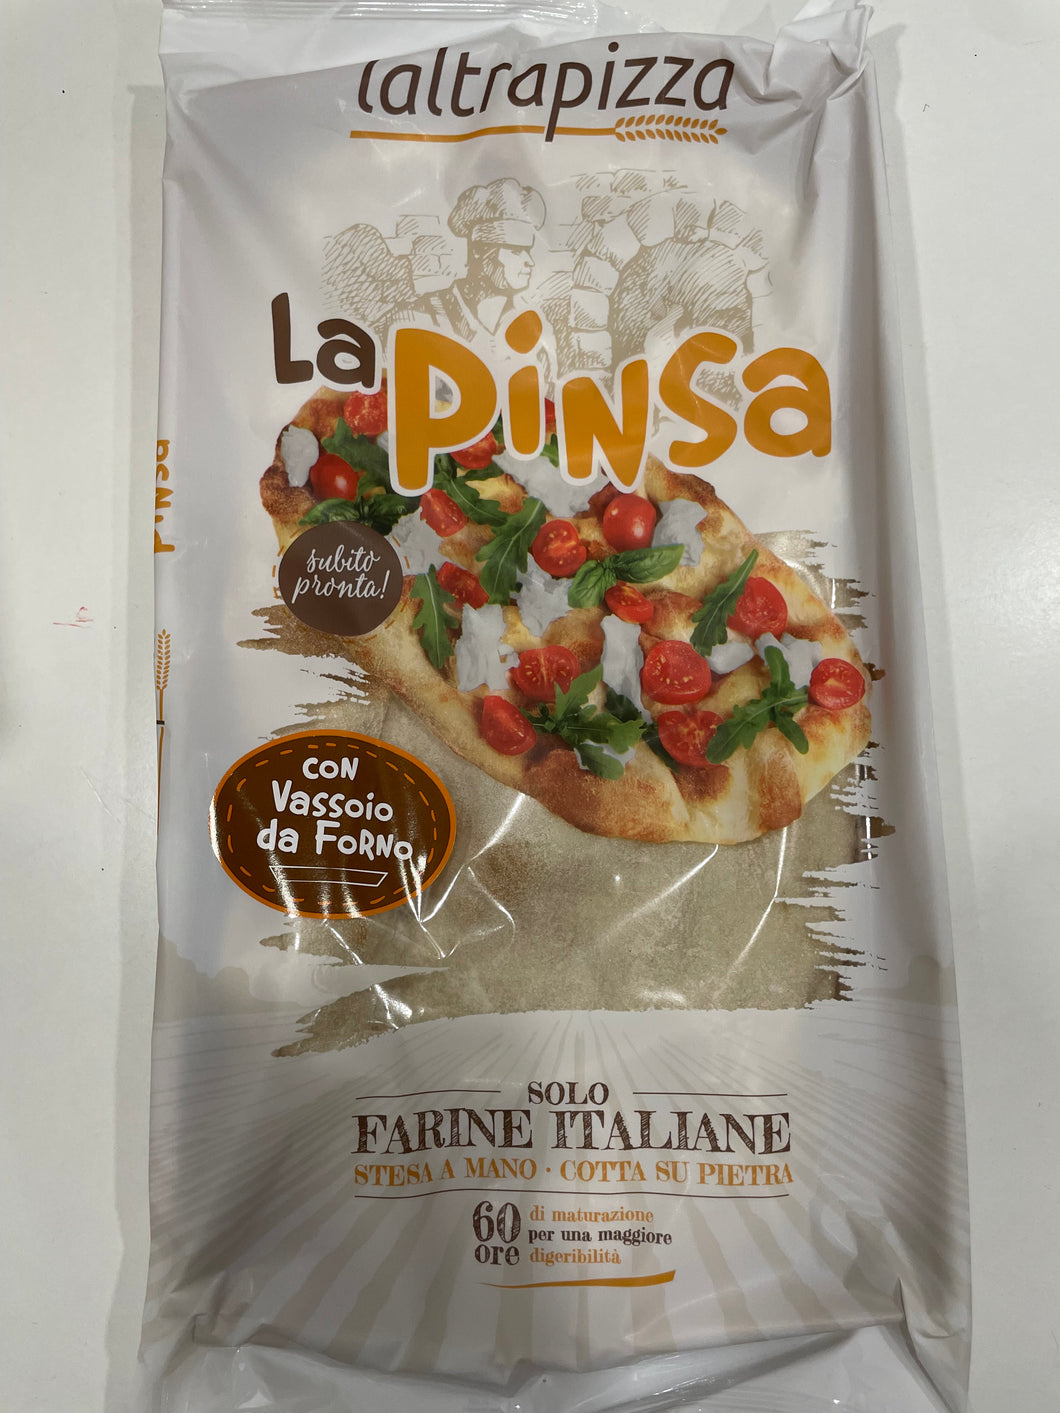 laltrapizza
La PiNSa
PiNSa
subito
pronta!
CON
Vassoio
da FoRNo
SOLO
FARINE ITALIANE
STESA A MANO · COTTA SU PIETRA
60 di maturazione
per una maggiore
ore digeribilità